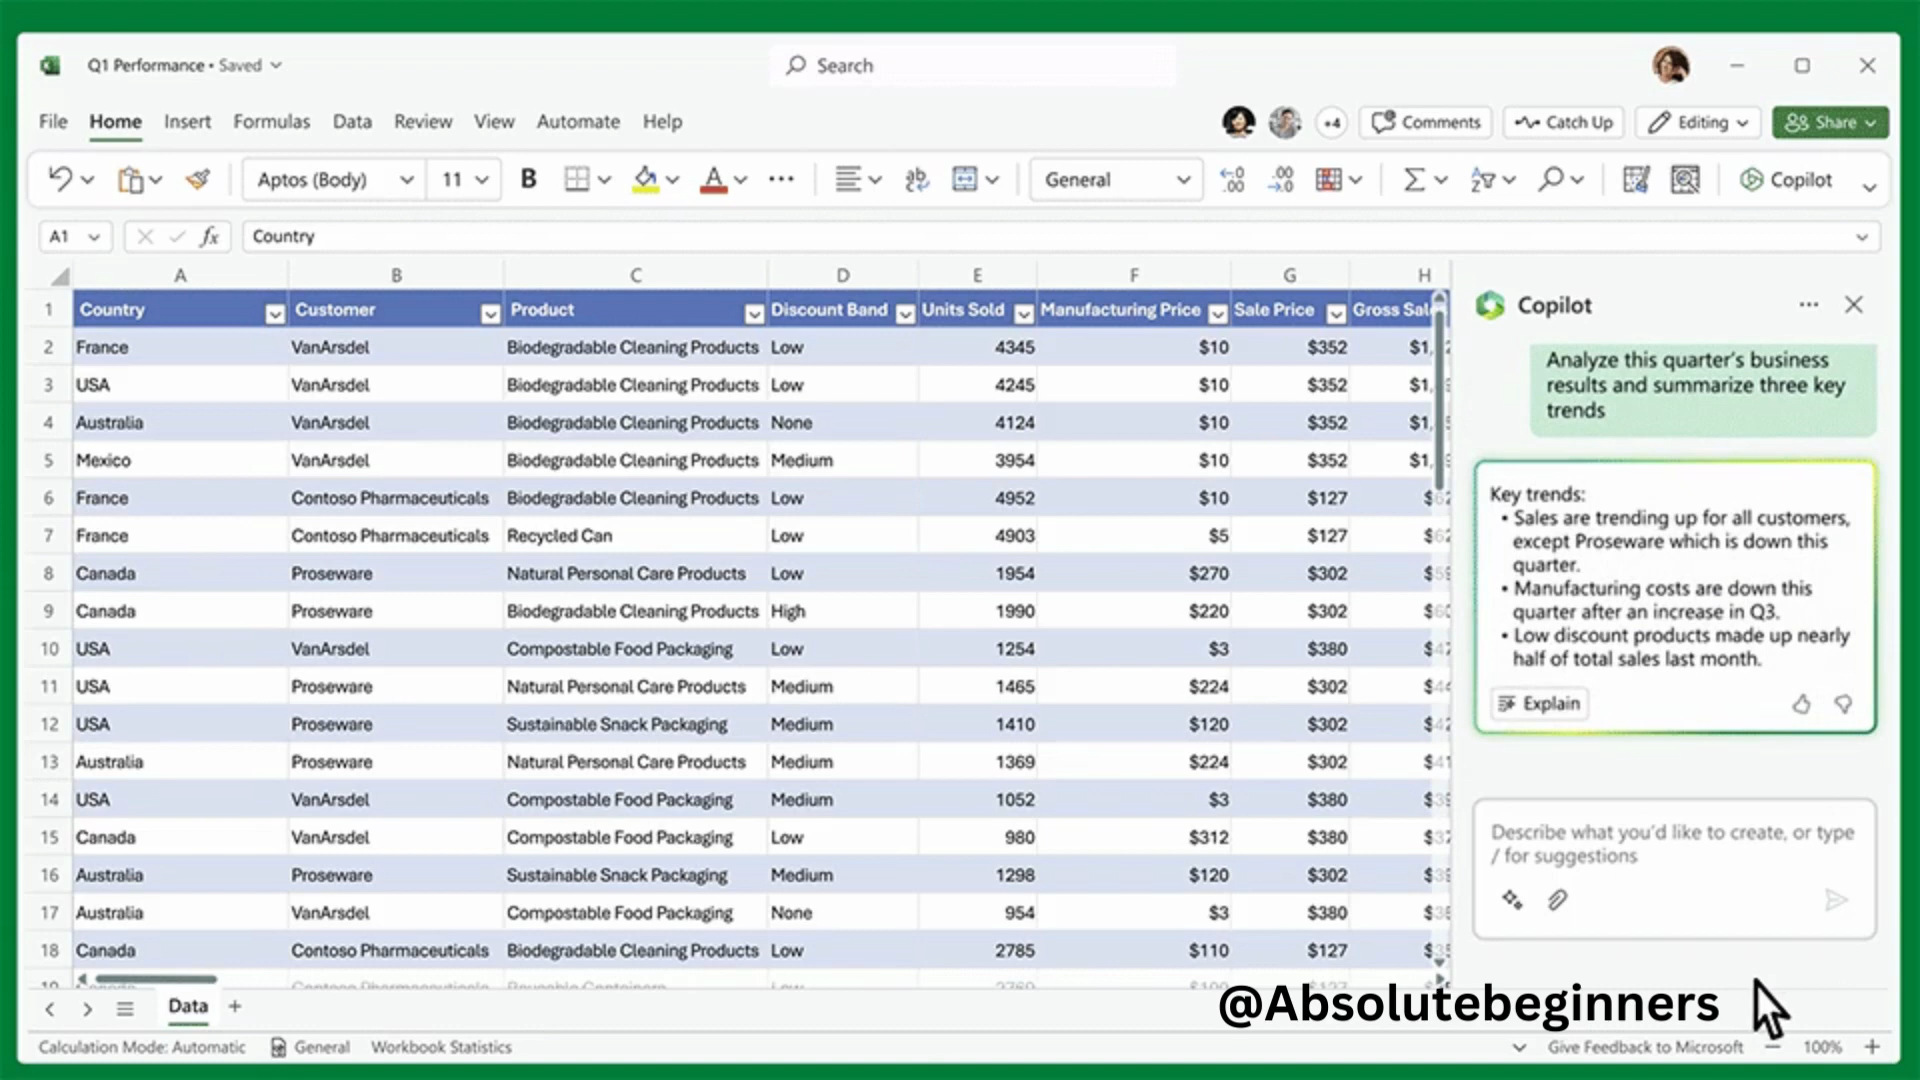 Q1 Performance • Saved
Search
File Home Insert Formulas Data Review View Automate Help
+4 Comments Catch Up Editing Share
Aptos (Body) 11 B A General Copilot
A1 fx Country
A B C D E F G H
1 Country Customer Product Discount Band Units Sold Manufacturing Price Sale Price Gross Sal
2 France VanArsdel Biodegradable Cleaning Products Low 4345 $10 $352 $1,
3 USA VanArsdel Biodegradable Cleaning Products Low 4245 $10 $352 $1,
4 Australia VanArsdel Biodegradable Cleaning Products None 4124 $10 $352 $1,
5 Mexico VanArsdel Biodegradable Cleaning Products Medium 3954 $10 $352 $1,
6 France Contoso Pharmaceuticals Biodegradable Cleaning Products Low 4952 $10 $127
7 France Contoso Pharmaceuticals Recycled Can Low 4903 $5 $127
8 Canada Proseware Natural Personal Care Products Low 1954 $270 $302
9 Canada Proseware Biodegradable Cleaning Products High 1990 $220 $302
10 USA VanArsdel Compostable Food Packaging Low 1254 $3 $380
11 USA Proseware Natural Personal Care Products Medium 1465 $224 $302
12 USA Proseware Sustainable Snack Packaging Medium 1410 $120 $302
13 Australia Proseware Natural Personal Care Products Medium 1369 $224 $302
14 USA VanArsdel Compostable Food Packaging Medium 1052 $3 $380
15 Canada VanArsdel Compostable Food Packaging Low 980 $312 $380
16 Australia Proseware Sustainable Snack Packaging Medium 1298 $120 $302
17 Australia VanArsdel Compostable Food Packaging None 954 $3 $380
18 Canada Contoso Pharmaceuticals Biodegradable Cleaning Products Low 2785 $110 $127
Copilot
Analyze this quarter's business
results and summarize three key
trends
Key trends:
• Sales are trending up for all customers,
except Proseware which is down this
quarter.
• Manufacturing costs are down this
quarter after an increase in Q3.
• Low discount products made up nearly
half of total sales last month.
Explain
Describe what you'd like to create, or type
/ for suggestions
Data +
@Absolutebeginners
Calculation Mode: Automatic General Workbook Statistics
Give Feedback to Microsoft − 100% +